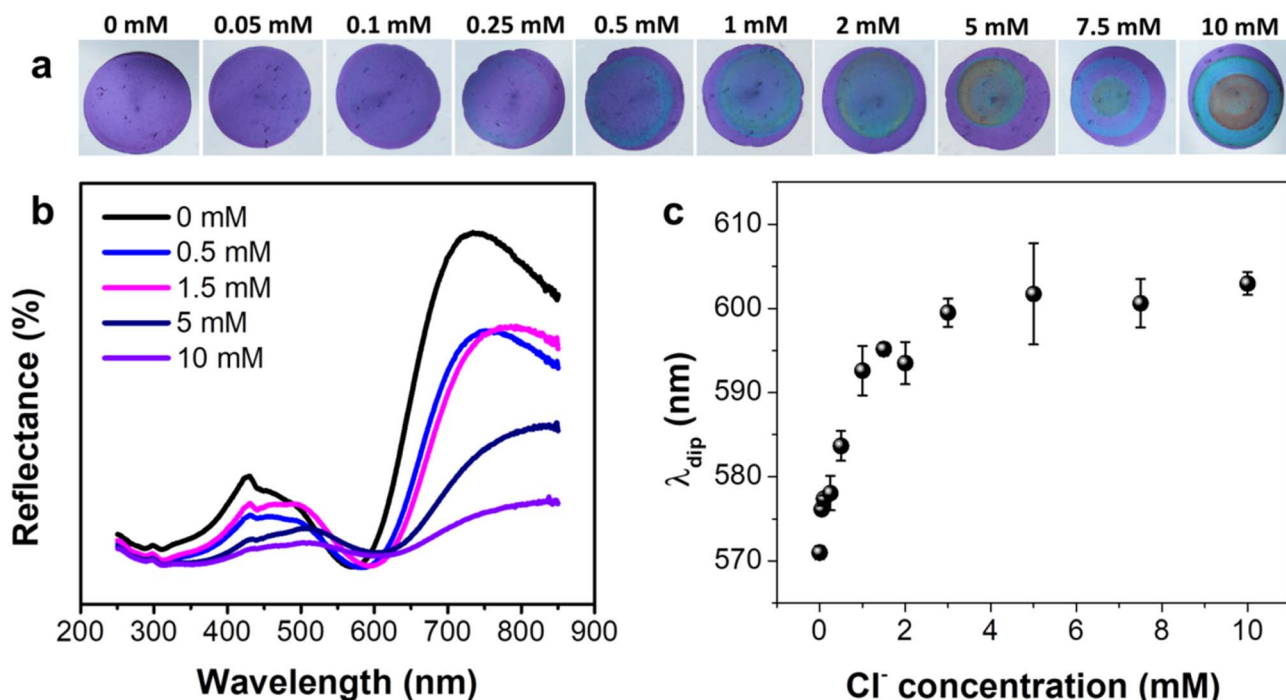 0 mM 0.05 mM 0.1 mM 0.25 mM 0.5 mM 1 mM 2 mM 5 mM 7.5 mM 10 mM
a
b
0 mM
0.5 mM
1.5 mM
5 mM
10 mM
Reflectance (%)
200 300 400 500 600 700 800 900
Wavelength (nm)
c
610
600
590
580
570
λdip (nm)
0 2 4 6 8 10
Cl- concentration (mM)